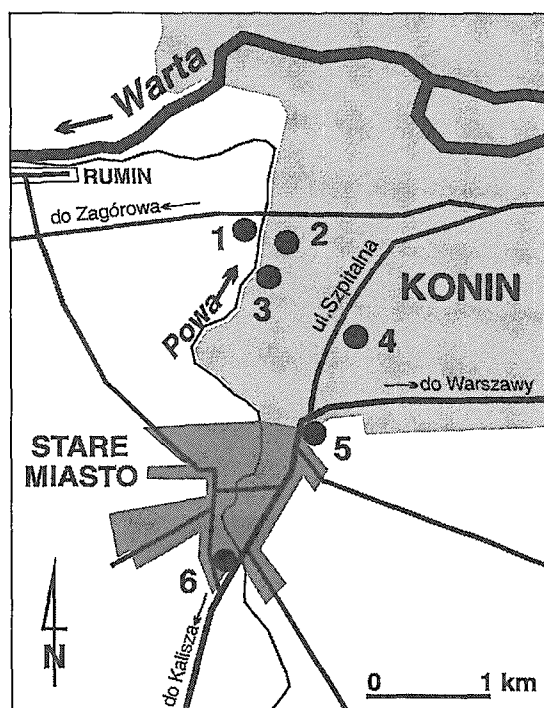 Warta
RUMIN
do Zagórowa
1
2
3
Powa
ul.Szpitalna
KONIN
4
do Warszawy
STARE
MIASTO
5
6
do Kalisza
N
0 1 km